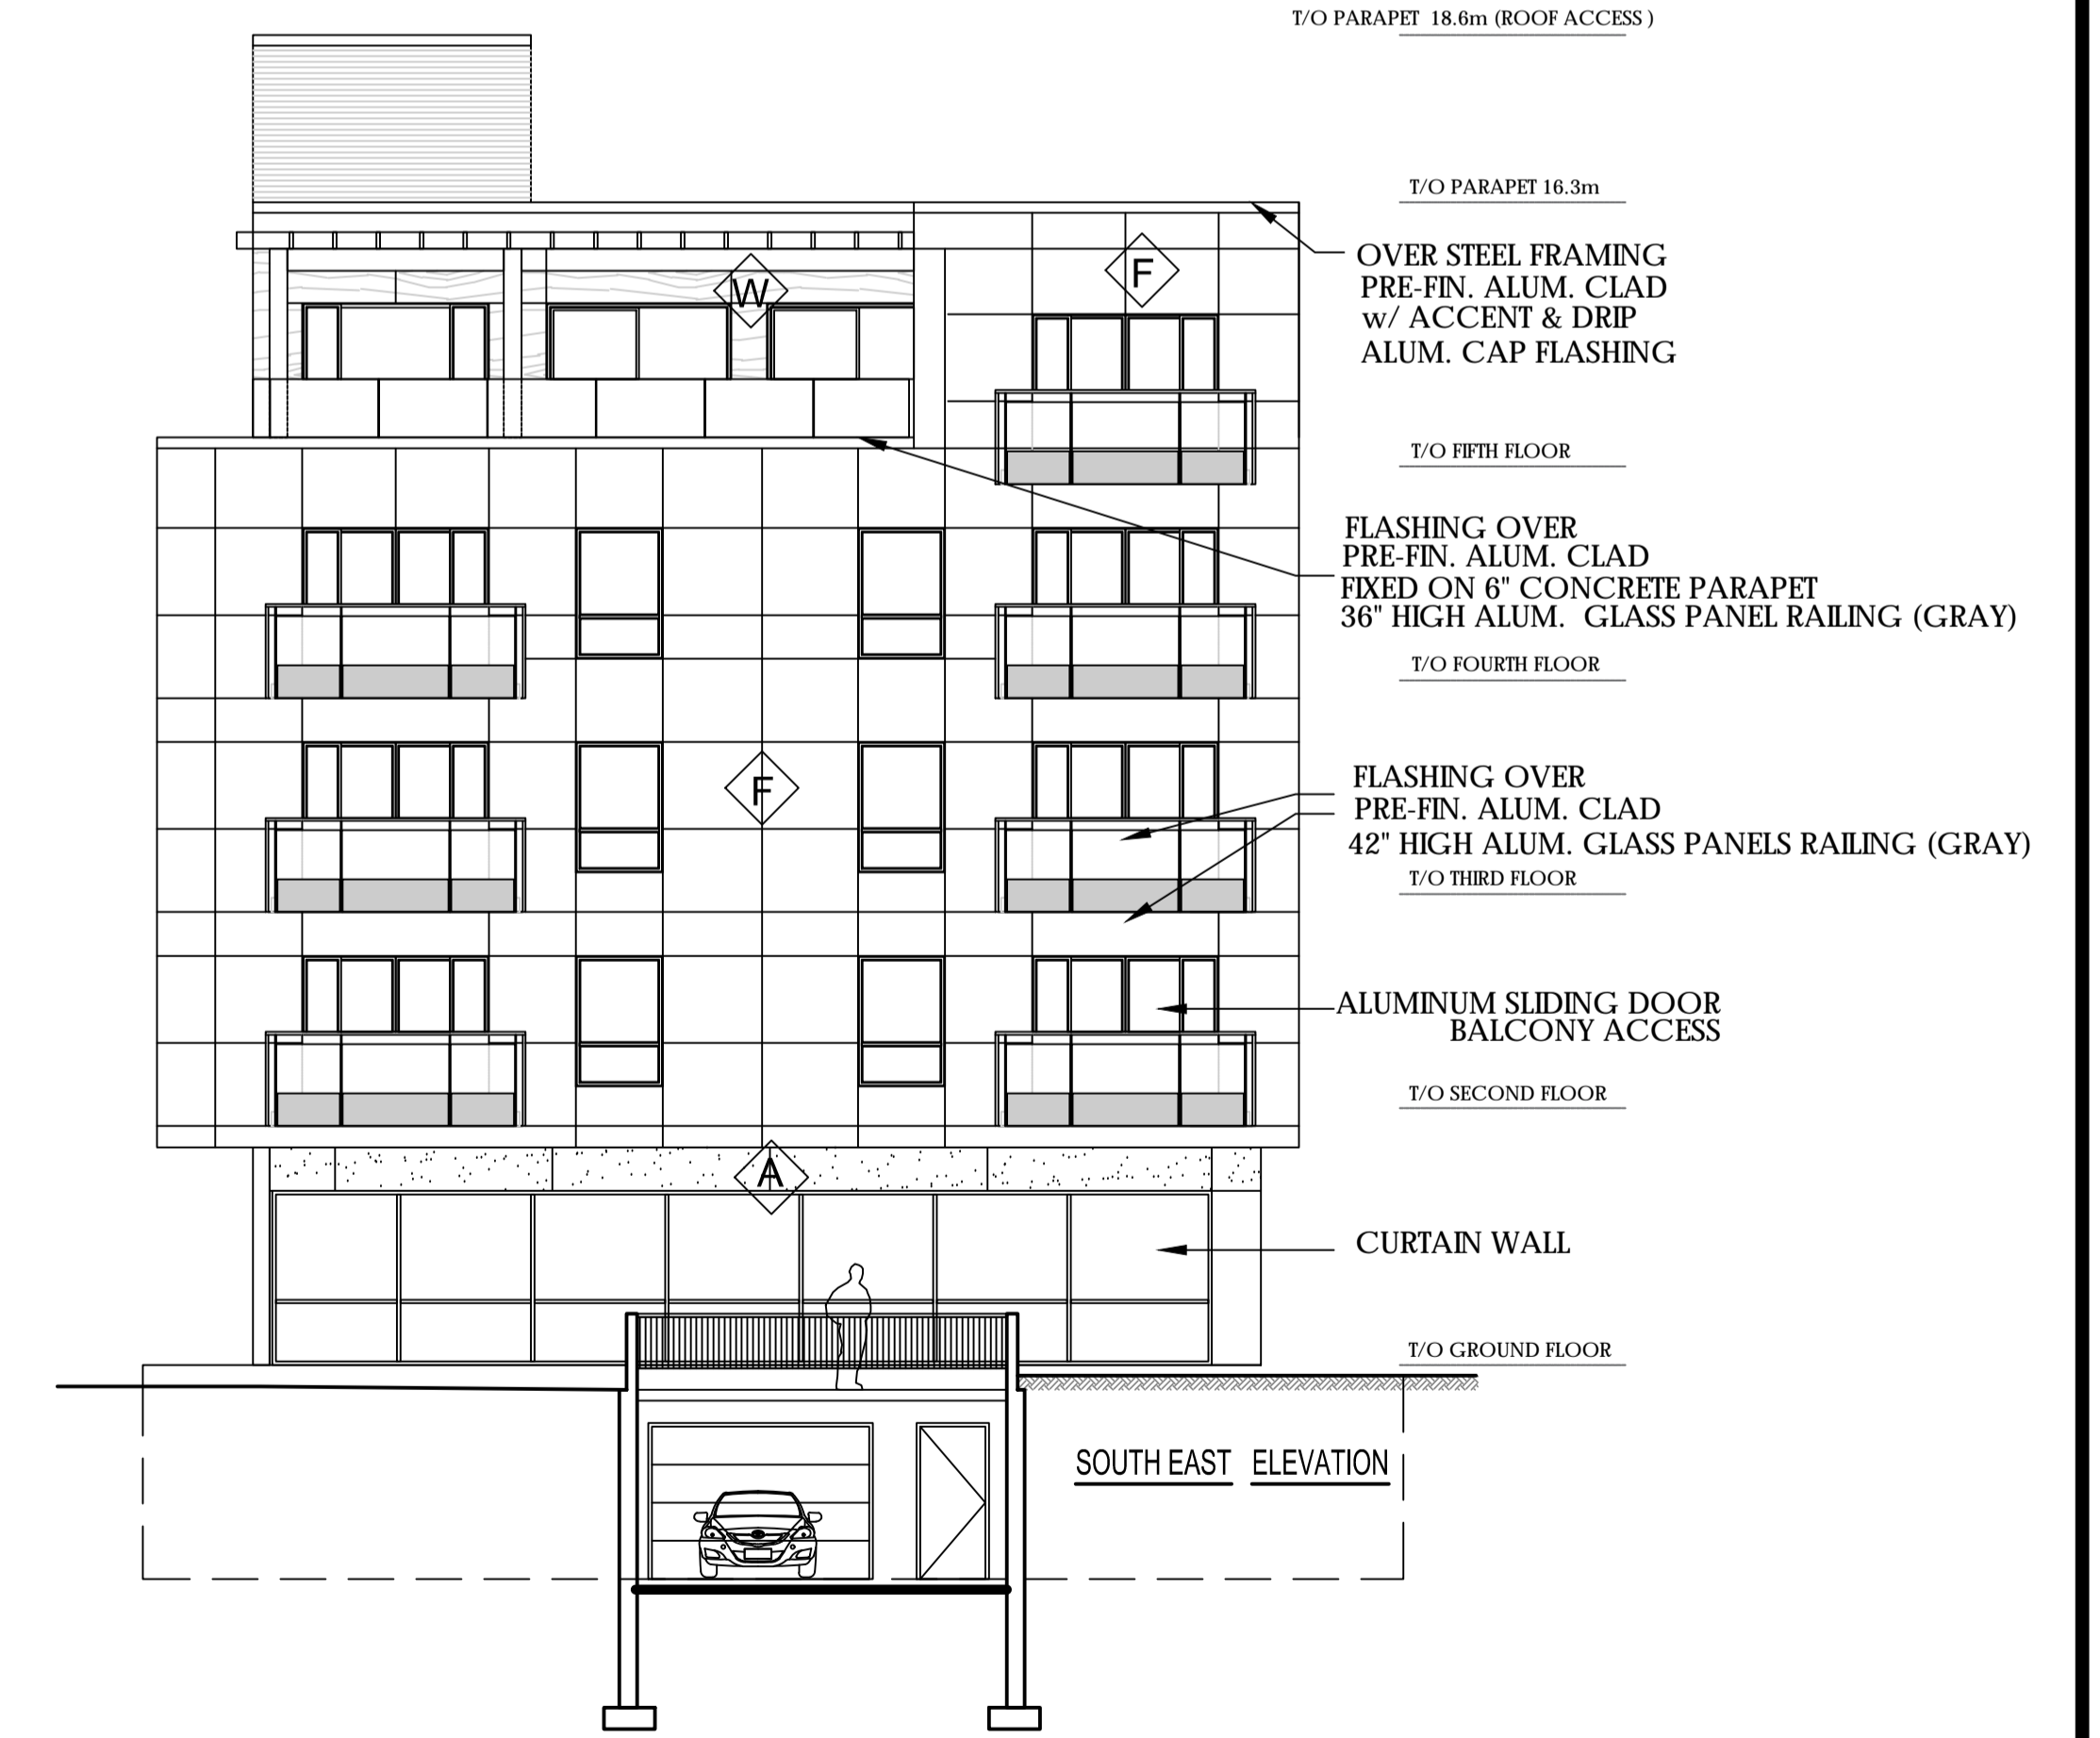 T/O PARAPET 18.6m (ROOF ACCESS )
T/O PARAPET 16.3m
OVER STEEL FRAMING
PRE-FIN. ALUM. CLAD
w/ ACCENT & DRIP
ALUM. CAP FLASHING
F
W
T/O FIFTH FLOOR
FLASHING OVER
PRE-FIN. ALUM. CLAD
FIXED ON 6" CONCRETE PARAPET
36" HIGH ALUM. GLASS PANEL RAILING (GRAY)
T/O FOURTH FLOOR
F
FLASHING OVER
PRE-FIN. ALUM. CLAD
42" HIGH ALUM. GLASS PANELS RAILING (GRAY)
T/O THIRD FLOOR
ALUMINUM SLIDING DOOR
BALCONY ACCESS
T/O SECOND FLOOR
A
CURTAIN WALL
T/O GROUND FLOOR
SOUTH EAST ELEVATION